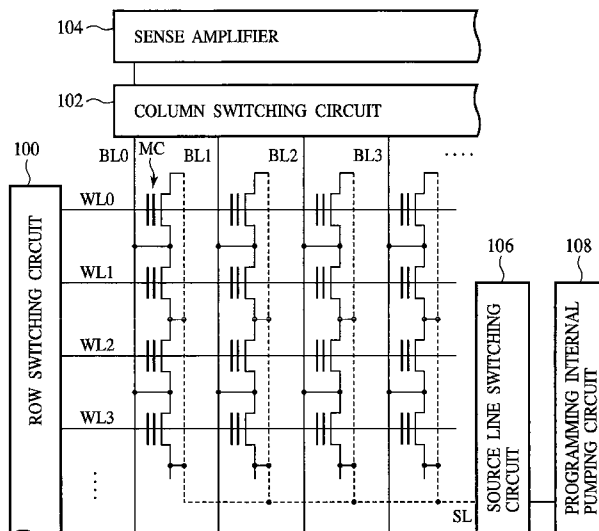 104
SENSE AMPLIFIER
102
COLUMN SWITCHING CIRCUIT
100
BL0
MC
BL1
BL2
BL3
····
WL0
WL1
WL2
WL3
····
ROW SWITCHING CIRCUIT
106
108
SOURCE LINE SWITCHING
CIRCUIT
PROGRAMMING INTERNAL
PUMPING CIRCUIT
SL